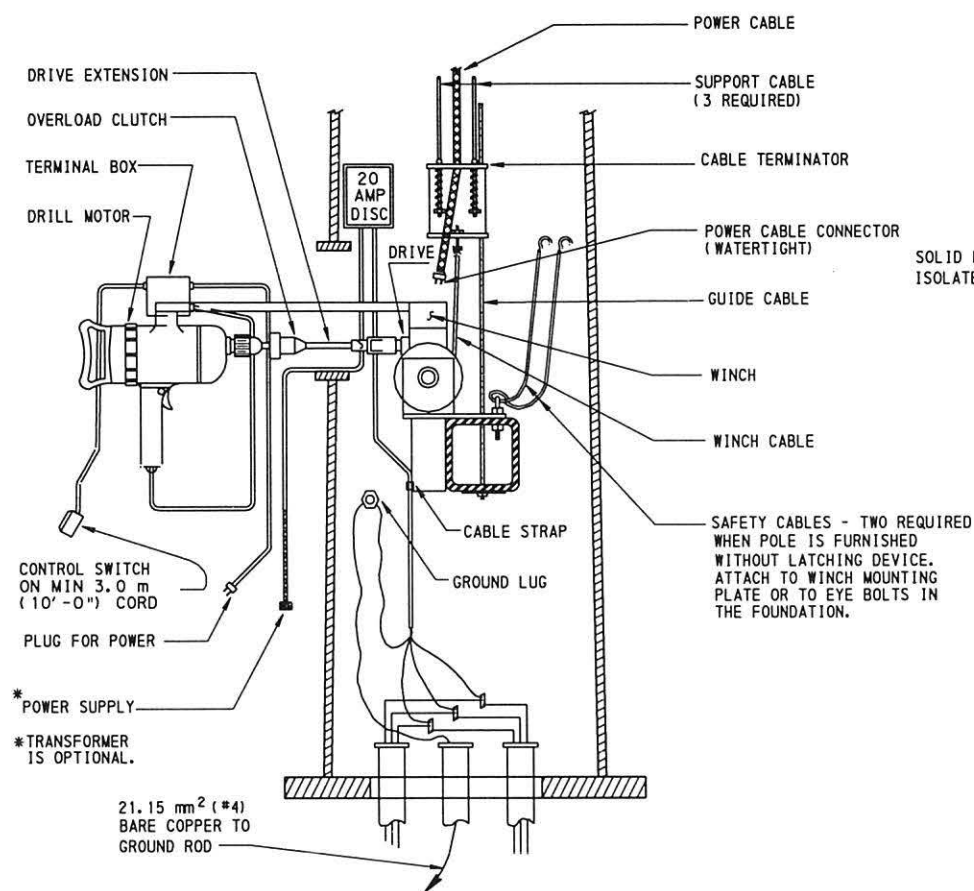 POWER CABLE
DRIVE EXTENSION
SUPPORT CABLE
(3 REQUIRED)
OVERLOAD CLUTCH
TERMINAL BOX
CABLE TERMINATOR
20
AMP
DISC
DRILL MOTOR
POWER CABLE CONNECTOR
(WATERTIGHT)
DRIVE
SOLID
ISOLATE
GUIDE CABLE
WINCH
WINCH CABLE
CABLE STRAP
SAFETY CABLES - TWO REQUIRED
WHEN POLE IS FURNISHED
WITHOUT LATCHING DEVICE.
ATTACH TO WINCH MOUNTING
PLATE OR TO EYE BOLTS IN
THE FOUNDATION.
GROUND LUG
CONTROL SWITCH
ON MIN 3.0 m
(10'-0") CORD
PLUG FOR POWER
*POWER SUPPLY
*TRANSFORMER
IS OPTIONAL.
21.15 mm² (#4)
BARE COPPER TO
GROUND ROD